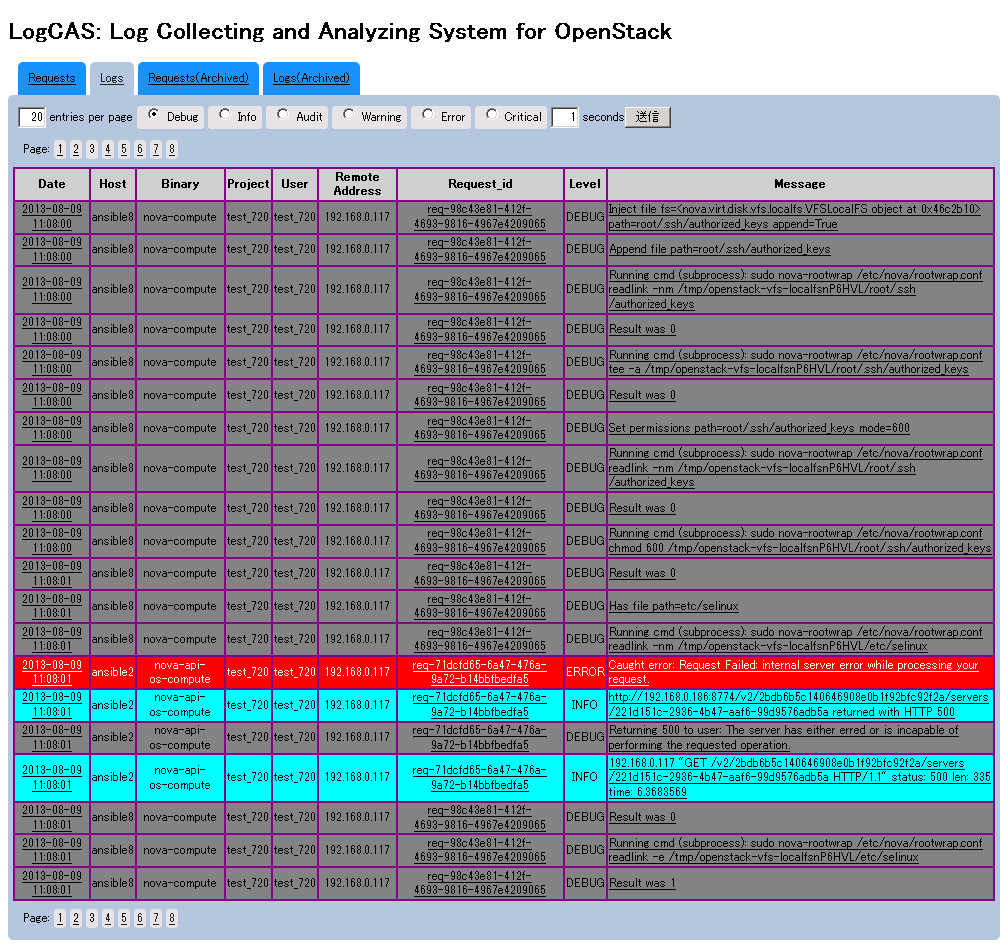 LogCAS: Log Collecting and Analyzing System for OpenStack
Requests Logs Requests(Archived) Logs(Archived)
20 entries per page Debug Info Audit Warning Error Critical 1 seconds 送信
Page: 1 2 3 4 5 6 7 8
Date Host Binary Project User Remote Address Request_id Level Message
2013-08-09 11:08:00 ansible8 nova-compute test_720 test_720 192.168.0.117 req-98c43e81-412f-4693-9816-4967e4209065 DEBUG Inject file fs=<nova.virt.disk.vfs.localfs.VFSLocalFS object at 0x46c2b10> path=root/.ssh/authorized_keys append=True
2013-08-09 11:08:00 ansible8 nova-compute test_720 test_720 192.168.0.117 req-98c43e81-412f-4693-9816-4967e4209065 DEBUG Append file path=root/.ssh/authorized_keys
2013-08-09 11:08:00 ansible8 nova-compute test_720 test_720 192.168.0.117 req-98c43e81-412f-4693-9816-4967e4209065 DEBUG Running cmd (subprocess): sudo nova-rootwrap /etc/nova/rootwrap.conf readlink -nm /tmp/openstack-vfs-localfsnP6HVL/root/.ssh /authorized_keys
2013-08-09 11:08:00 ansible8 nova-compute test_720 test_720 192.168.0.117 req-98c43e81-412f-4693-9816-4967e4209065 DEBUG Result was 0
2013-08-09 11:08:00 ansible8 nova-compute test_720 test_720 192.168.0.117 req-98c43e81-412f-4693-9816-4967e4209065 DEBUG Running cmd (subprocess): sudo nova-rootwrap /etc/nova/rootwrap.conf tee -a /tmp/openstack-vfs-localfsnP6HVL/root/.ssh/authorized_keys
2013-08-09 11:08:00 ansible8 nova-compute test_720 test_720 192.168.0.117 req-98c43e81-412f-4693-9816-4967e4209065 DEBUG Result was 0
2013-08-09 11:08:00 ansible8 nova-compute test_720 test_720 192.168.0.117 req-98c43e81-412f-4693-9816-4967e4209065 DEBUG Set permissions path=root/.ssh/authorized_keys mode=600
2013-08-09 11:08:00 ansible8 nova-compute test_720 test_720 192.168.0.117 req-98c43e81-412f-4693-9816-4967e4209065 DEBUG Running cmd (subprocess): sudo nova-rootwrap /etc/nova/rootwrap.conf readlink -nm /tmp/openstack-vfs-localfsnP6HVL/root/.ssh /authorized_keys
2013-08-09 11:08:00 ansible8 nova-compute test_720 test_720 192.168.0.117 req-98c43e81-412f-4693-9816-4967e4209065 DEBUG Result was 0
2013-08-09 11:08:00 ansible8 nova-compute test_720 test_720 192.168.0.117 req-98c43e81-412f-4693-9816-4967e4209065 DEBUG Running cmd (subprocess): sudo nova-rootwrap /etc/nova/rootwrap.conf chmod 600 /tmp/openstack-vfs-localfsnP6HVL/root/.ssh/authorized_keys
2013-08-09 11:08:01 ansible8 nova-compute test_720 test_720 192.168.0.117 req-98c43e81-412f-4693-9816-4967e4209065 DEBUG Result was 0
2013-08-09 11:08:01 ansible8 nova-compute test_720 test_720 192.168.0.117 req-98c43e81-412f-4693-9816-4967e4209065 DEBUG Has file path=etc/selinux
2013-08-09 11:08:01 ansible8 nova-compute test_720 test_720 192.168.0.117 req-98c43e81-412f-4693-9816-4967e4209065 DEBUG Running cmd (subprocess): sudo nova-rootwrap /etc/nova/rootwrap.conf readlink -nm /tmp/openstack-vfs-localfsnP6HVL/etc/selinux
2013-08-09 11:08:01 ansible2 nova-api-os-compute test_720 test_720 192.168.0.117 req-71dcfd65-6a47-476a-9a72-b14bbfbedfa5 ERROR Caught error: Request Failed: internal server error while processing your request.
2013-08-09 11:08:01 ansible2 nova-api-os-compute test_720 test_720 192.168.0.117 req-71dcfd65-6a47-476a-9a72-b14bbfbedfa5 INFO http://192.168.0.186:8774/v2/2bdb6b5c140646908e0b1f92bfc92f2a/servers /221d151c-2936-4b47-aaf6-99d9576adb5a returned with HTTP 500
2013-08-09 11:08:01 ansible2 nova-api-os-compute test_720 test_720 192.168.0.117 req-71dcfd65-6a47-476a-9a72-b14bbfbedfa5 DEBUG Returning 500 to user: The server has either erred or is incapable of performing the requested operation.
2013-08-09 11:08:01 ansible2 nova-api-os-compute test_720 test_720 192.168.0.117 req-71dcfd65-6a47-476a-9a72-b14bbfbedfa5 INFO 192.168.0.117 "GET /v2/2bdb6b5c140646908e0b1f92bfc92f2a/servers /221d151c-2936-4b47-aaf6-99d9576adb5a HTTP/1.1" status: 500 len: 335 time: 6.3683569
2013-08-09 11:08:01 ansible8 nova-compute test_720 test_720 192.168.0.117 req-98c43e81-412f-4693-9816-4967e4209065 DEBUG Result was 0
2013-08-09 11:08:01 ansible8 nova-compute test_720 test_720 192.168.0.117 req-98c43e81-412f-4693-9816-4967e4209065 DEBUG Running cmd (subprocess): sudo nova-rootwrap /etc/nova/rootwrap.conf readlink -e /tmp/openstack-vfs-localfsnP6HVL/etc/selinux
2013-08-09 11:08:01 ansible8 nova-compute test_720 test_720 192.168.0.117 req-98c43e81-412f-4693-9816-4967e4209065 DEBUG Result was 1
Page: 1 2 3 4 5 6 7 8